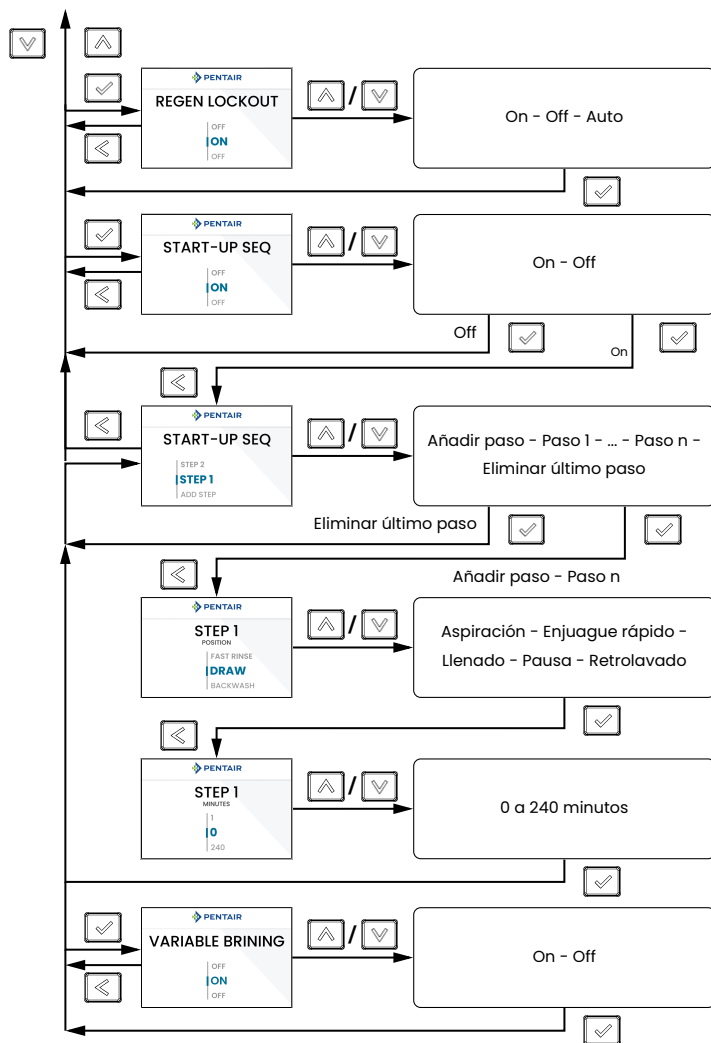 PENTAIR
REGEN LOCKOUT
OFF
ON
OFF
/
On - Off - Auto
PENTAIR
START-UP SEQ
OFF
ON
OFF
/
On - Off
Off
On
PENTAIR
START-UP SEQ
STEP 2
STEP 1
ADD STEP
/
Añadir paso - Paso 1 - ... - Paso n -
Eliminar último paso
Eliminar último paso
Añadir paso - Paso n
PENTAIR
STEP 1
POSITION
FAST RINSE
DRAW
BACKWASH
/
Aspiración - Enjuague rápido -
Llenado - Pausa - Retrolavado
PENTAIR
STEP 1
MINUTES
1
0
240
/
0 a 240 minutos
PENTAIR
VARIABLE BRINING
OFF
ON
OFF
/
On - Off